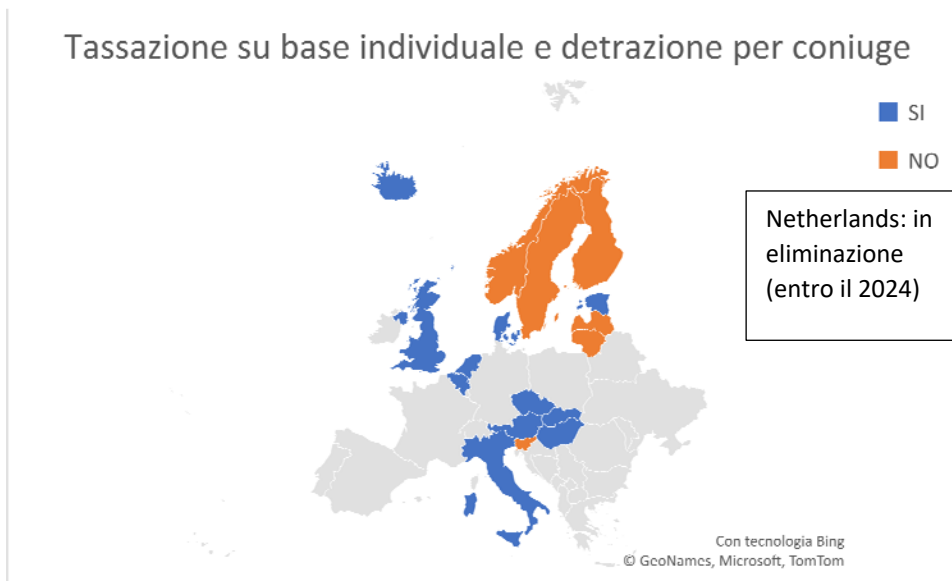 Tassazione su base individuale e detrazione per coniuge
SI
NO
Netherlands: in
eliminazione
(entro il 2024)
Con tecnologia Bing
© GeoNames, Microsoft, TomTom